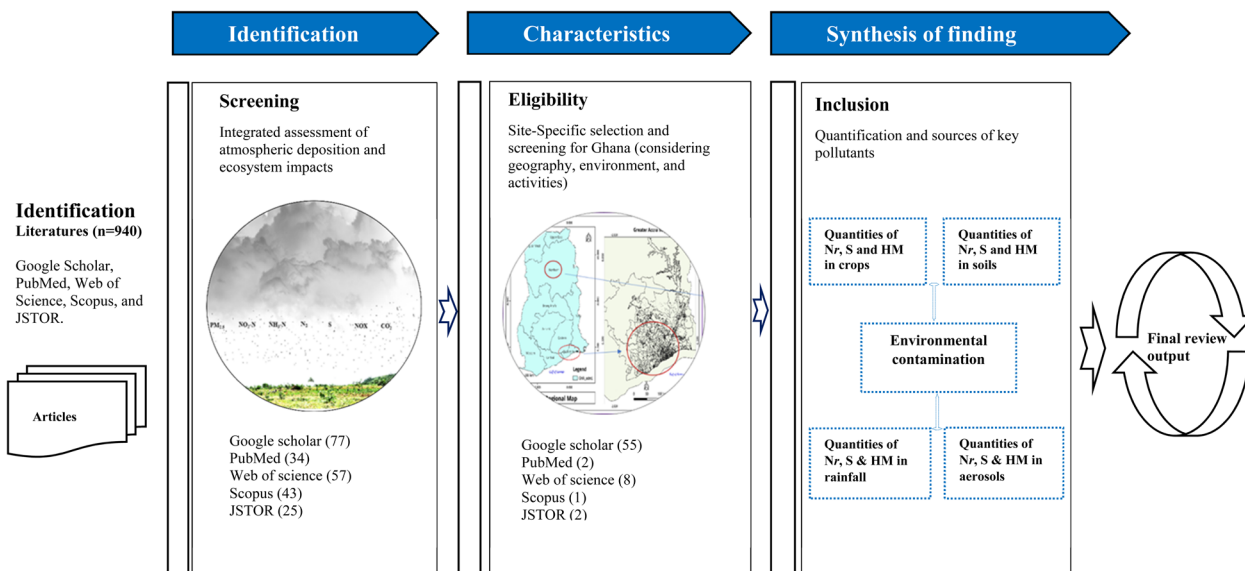 Identification
Characteristics
Synthesis of finding
Identification
Literatures (n=940)
Google Scholar,
PubMed, Web of
Science, Scopus, and
JSTOR.
Articles
Screening
Integrated assessment of
atmospheric deposition and
ecosystem impacts
NO3-N NH4-N N2 S NOX CO2
Google scholar (77)
PubMed (34)
Web of science (57)
Scopus (43)
JSTOR (25)
Eligibility
Site-Specific selection and
screening for Ghana (considering
geography, environment, and
activities)
Greater Accra
Legend
Map
Google scholar (55)
PubMed (2)
Web of science (8)
Scopus (1)
JSTOR (2)
Inclusion
Quantification and sources of key
pollutants
Quantities of
Nr, S and HM
in crops
Quantities of
Nr, S and HM
in soils
Environmental
contamination
Quantities of
Nr, S & HM in
rainfall
Quantities of
Nr, S & HM in
aerosols
Final review
output